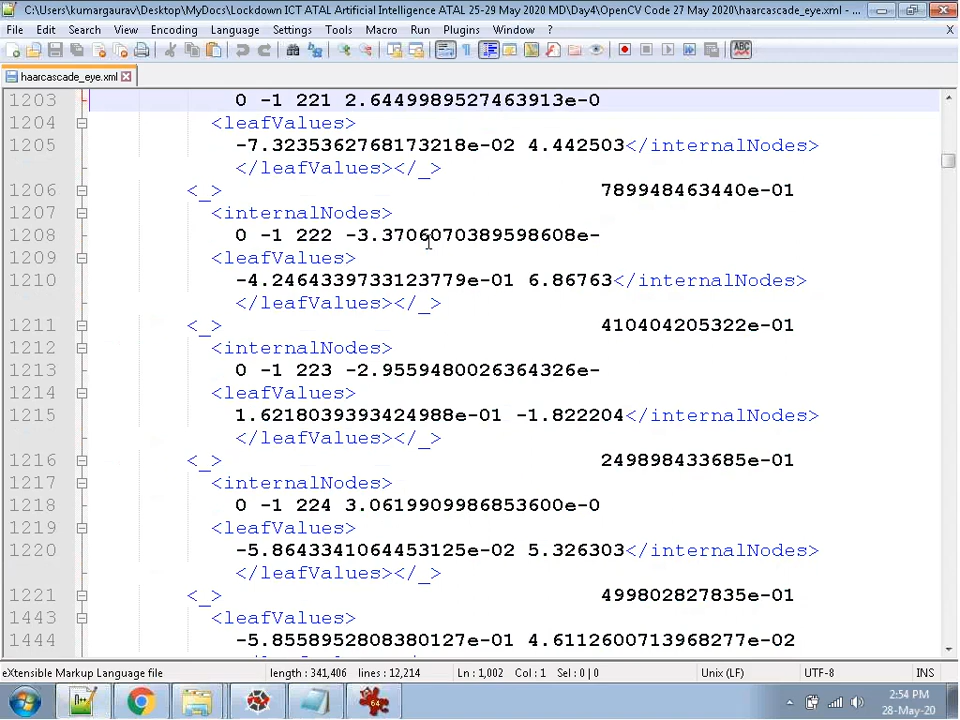 C:\Users\kumargaurav\Desktop\MyDocs\Lockdown ICT ATAL Artificial Intelligence ATAL 25-29 May 2020 MD\Day4\OpenCV Code 27 May 2020\haarcascade_eye.xml - ...
File Edit Search View Encoding Language Settings Tools Macro Run Plugins Window ? X
haarcascade_eye.xml
1203 0 -1 221 2.6449989527463913e-0
1204 <leafValues>
1205 -7.3235362768173218e-02 4.442503</internalNodes>
</leafValues></_>
1206 <_> 789948463440e-01
1207 <internalNodes>
1208 0 -1 222 -3.3706070389598608e-
1209 <leafValues>
1210 -4.2464339733123779e-01 6.86763</internalNodes>
</leafValues></_>
1211 <_> 410404205322e-01
1212 <internalNodes>
1213 0 -1 223 -2.9559480026364326e-
1214 <leafValues>
1215 1.6218039393424988e-01 -1.822204</internalNodes>
</leafValues></_>
1216 <_> 249898433685e-01
1217 <internalNodes>
1218 0 -1 224 3.0619909986853600e-0
1219 <leafValues>
1220 -5.8643341064453125e-02 5.326303</internalNodes>
</leafValues></_>
1221 <_> 499802827835e-01
1443 <leafValues>
1444 -5.8558952808380127e-01 4.6112600713968277e-02
eXtensible Markup Language file length : 341,406 lines : 12,214 Ln : 1,002 Col : 1 Sel : 0 | 0 Unix (LF) UTF-8 INS
2:54 PM
28-May-20